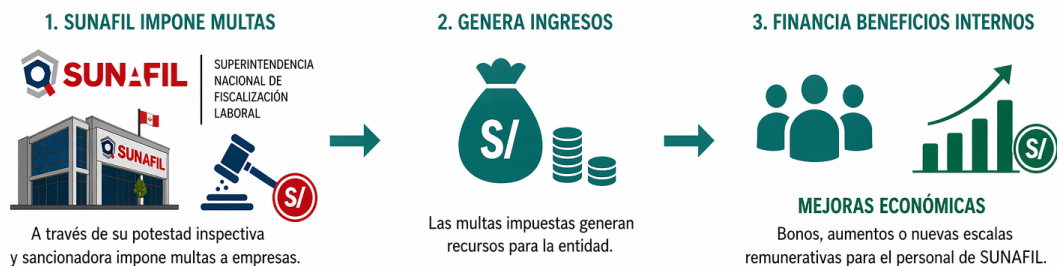 1. SUNAFIL IMPONE MULTAS
SUNAFIL
SUPERINTENDENCIA
NACIONAL DE
FISCALIZACIÓN
LABORAL
SUNAFIL
S/
A través de su potestad inspectiva
y sancionadora impone multas a empresas.
2. GENERA INGRESOS
S/
Las multas impuestas generan
recursos para la entidad.
3. FINANCIA BENEFICIOS INTERNOS
S/
MEJORAS ECONÓMICAS
Bonos, aumentos o nuevas escalas
remunerativas para el personal de SUNAFIL.